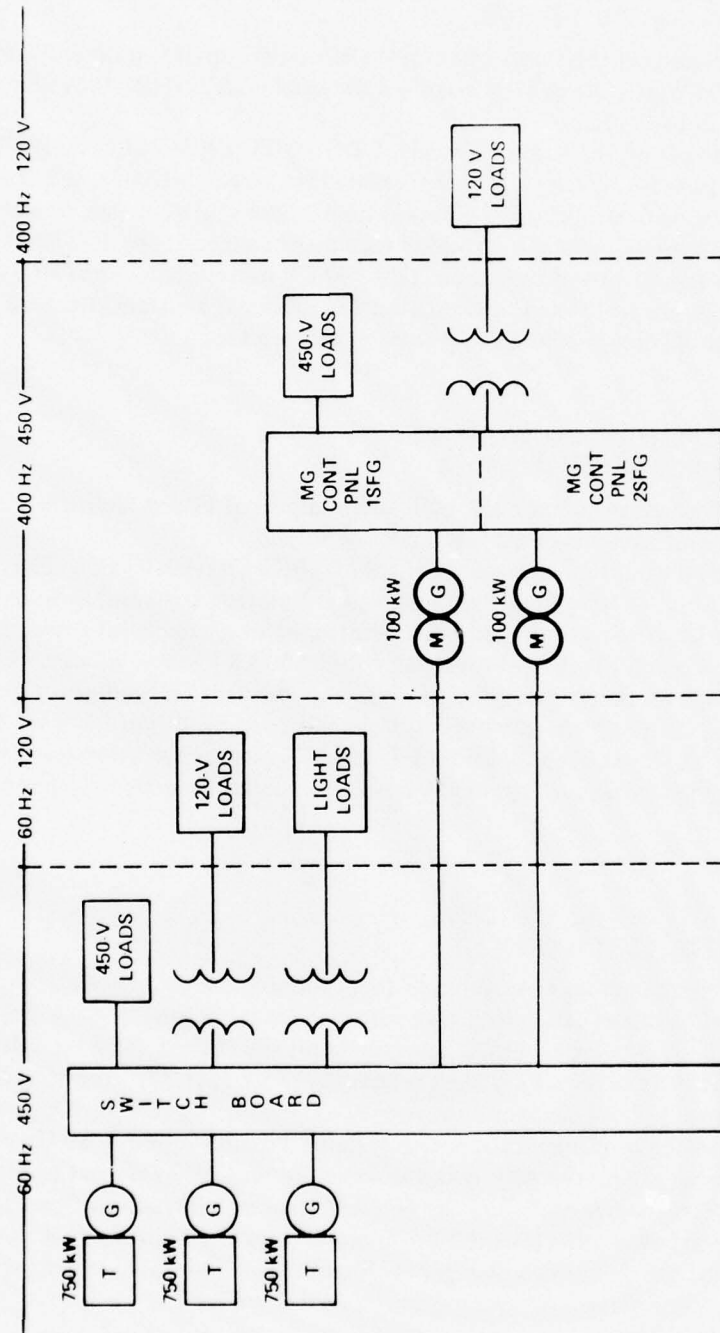 60 Hz 450 V
60 Hz 120 V
400 Hz 450 V
400 Hz 120 V
750 kW
T
G
750 kW
T
G
750 kW
T
G
SWITCH BOARD
450-V
LOADS
120-V
LOADS
LIGHT
LOADS
100 kW
M
G
100 kW
M
G
MG
CONT
PNL
1SFG
MG
CONT
PNL
2SFG
450-V
LOADS
120 V
LOADS